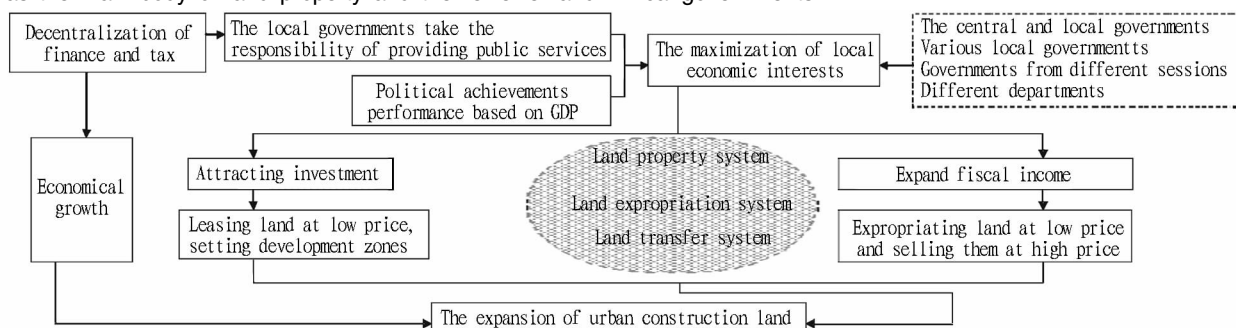 Decentralization of
finance and tax
The local governments take the
responsibility of providing public services
Political achievements
performance based on GDP
The maximization of local
economic interests
The central and local governments
Various local governmentts
Governments from different sessions
Different departments
Economical
growth
Attracting investment
Leasing land at low price,
setting development zones
Land property system
Land expropriation system
Land transfer system
Expand fiscal income
Expropriating land at low price
and selling them at high price
The expansion of urban construction land